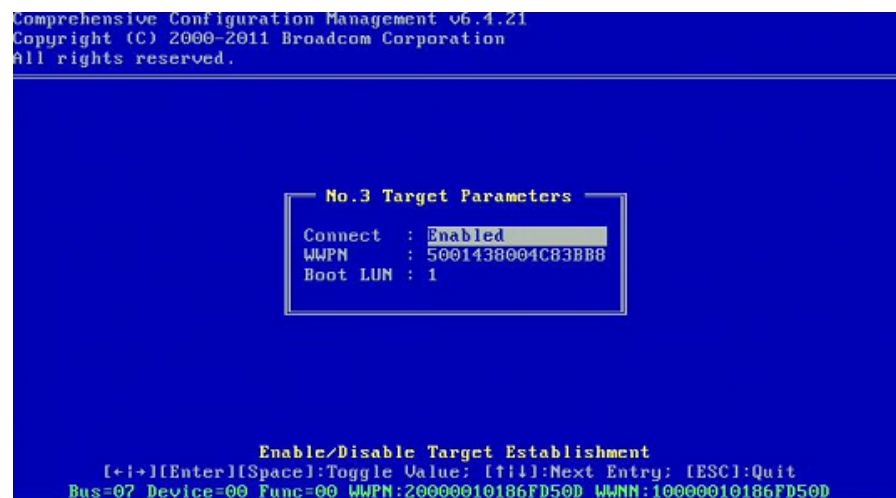 Comprehensive Configuration Management v6.4.21
Copyright (C) 2000-2011 Broadcom Corporation
All rights reserved.
No.3 Target Parameters
Connect : Enabled
WWPN : 5001438004C83BB8
Boot LUN : 1
Enable/Disable Target Establishment
[←|→][Enter][Space]:Toggle Value; [↑|↓]:Next Entry; [ESC]:Quit
Bus=07 Device=00 Func=00 WWPN:20000010186FD50D WWNN:10000010186FD50D